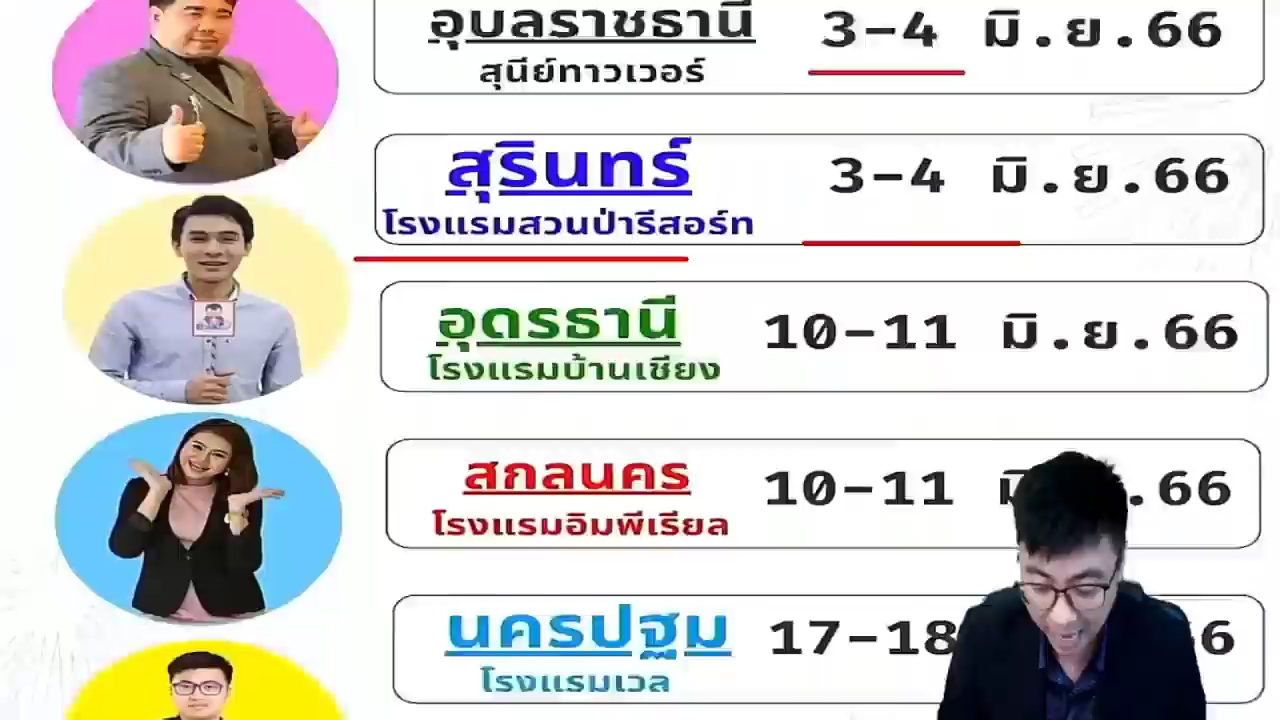 อุบลราชธานี 3-4 มิ.ย.66
สุนีย์ทาวเวอร์
สุรินทร์ 3-4 มิ.ย.66
โรงแรมสวนป่ารีสอร์ท
อุดรธานี 10-11 มิ.ย.66
โรงแรมบ้านเชียง
สกลนคร 10-11 .66
โรงแรมอิมพีเรียล
นครปฐม 17-18 6
โรงแรมเวล